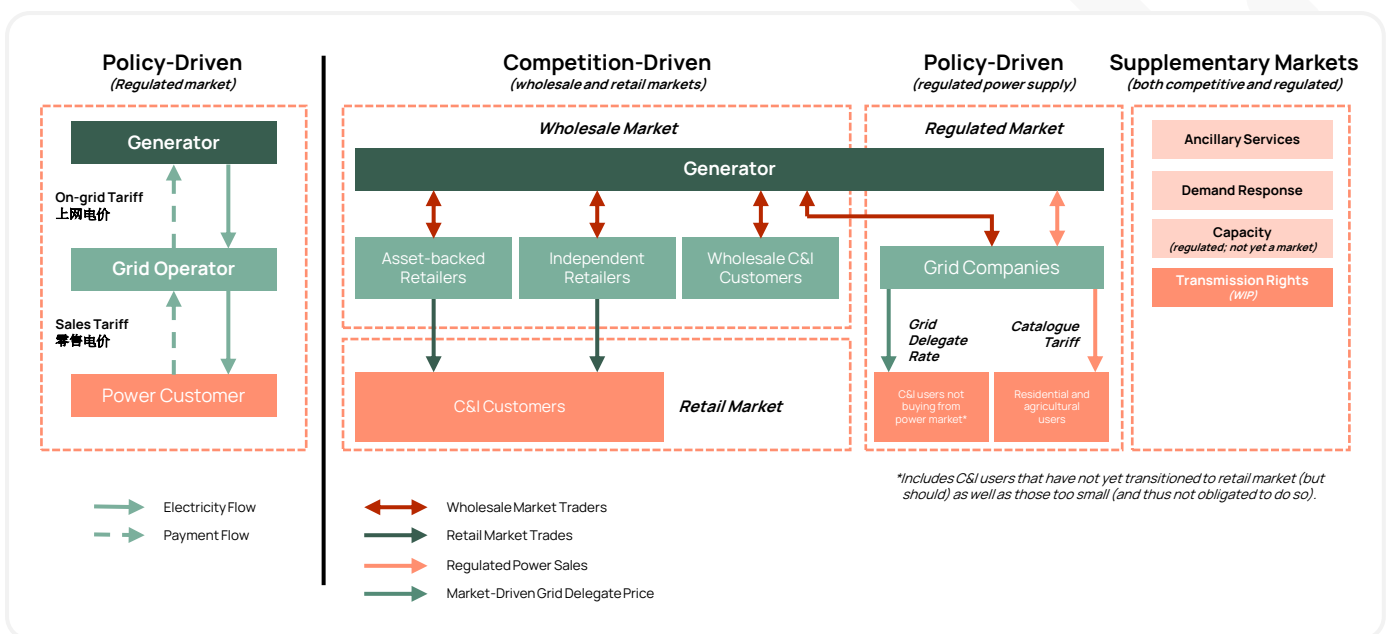 Policy-Driven
(Regulated market)
Generator
On-grid Tariff
上网电价
Grid Operator
Sales Tariff
零售电价
Power Customer
Electricity Flow
Payment Flow
Competition-Driven
(wholesale and retail markets)
Wholesale Market
Generator
Asset-backed
Retailers
Independent
Retailers
Wholesale C&I
Customers
C&I Customers
Retail Market
Wholesale Market Traders
Retail Market Trades
Regulated Power Sales
Market-Driven Grid Delegate Price
Policy-Driven
(regulated power supply)
Regulated Market
Grid Companies
Grid
Delegate
Rate
Catalogue
Tariff
C&I users not
buying from
power market*
Residential and
agricultural
users
*Includes C&I users that have not yet transitioned to retail market (but
should) as well as those too small (and thus not obligated to do so).
Supplementary Markets
(both competitive and regulated)
Ancillary Services
Demand Response
Capacity
(regulated; not yet a market)
Transmission Rights
(WIP)